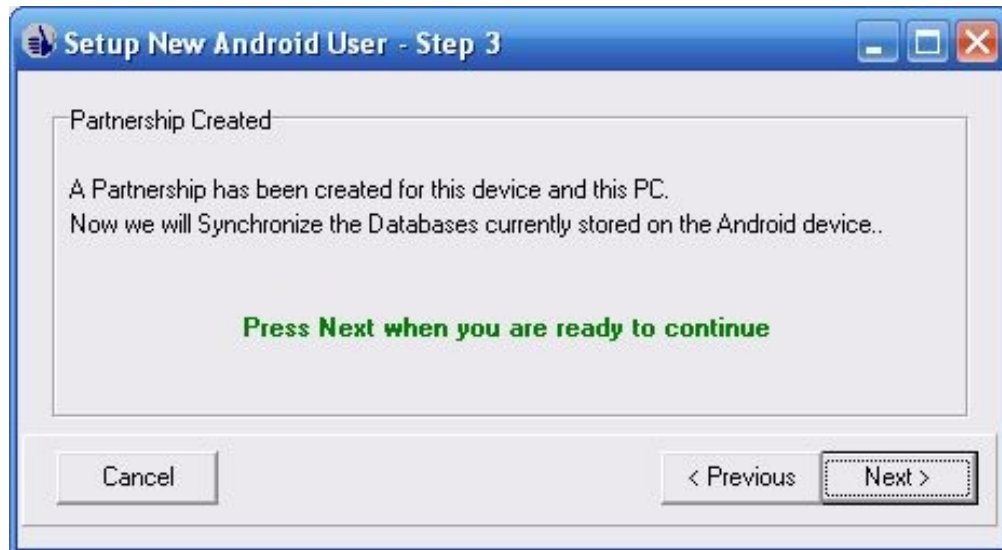 Setup New Android User - Step 3
Partnership Created
A Partnership has been created for this device and this PC.
Now we will Synchronize the Databases currently stored on the Android device..
Press Next when you are ready to continue
Cancel
< Previous
Next >